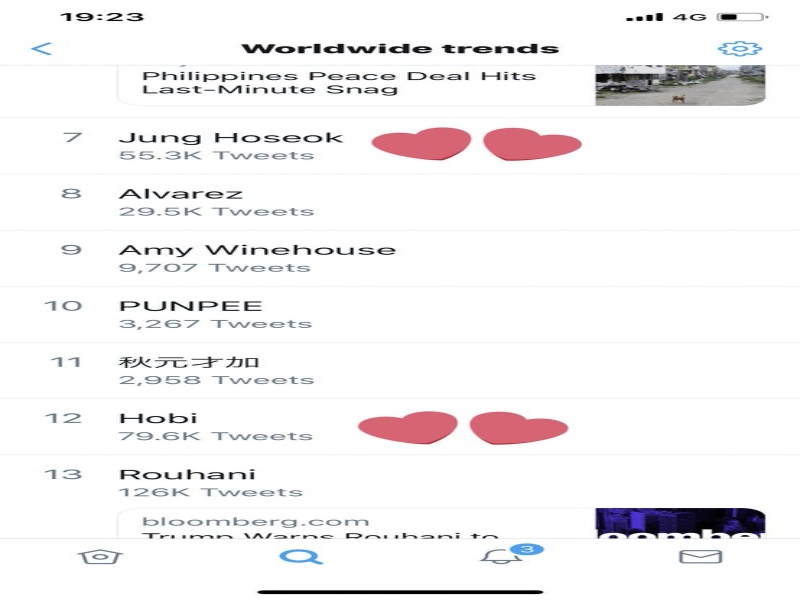 19:23
4G
Worldwide trends
Philippines Peace Deal Hits
Last-Minute Snag
7
Jung Hoseok
55.3K Tweets
8
Alvarez
29.5K Tweets
9
Amy Winehouse
9,707 Tweets
10
PUNPEE
3,267 Tweets
11
秋元才加
2,958 Tweets
12
Hobi
79.6K Tweets
13
Rouhani
126K Tweets
bloomberg.com
Trump Warns Rouhani to
3